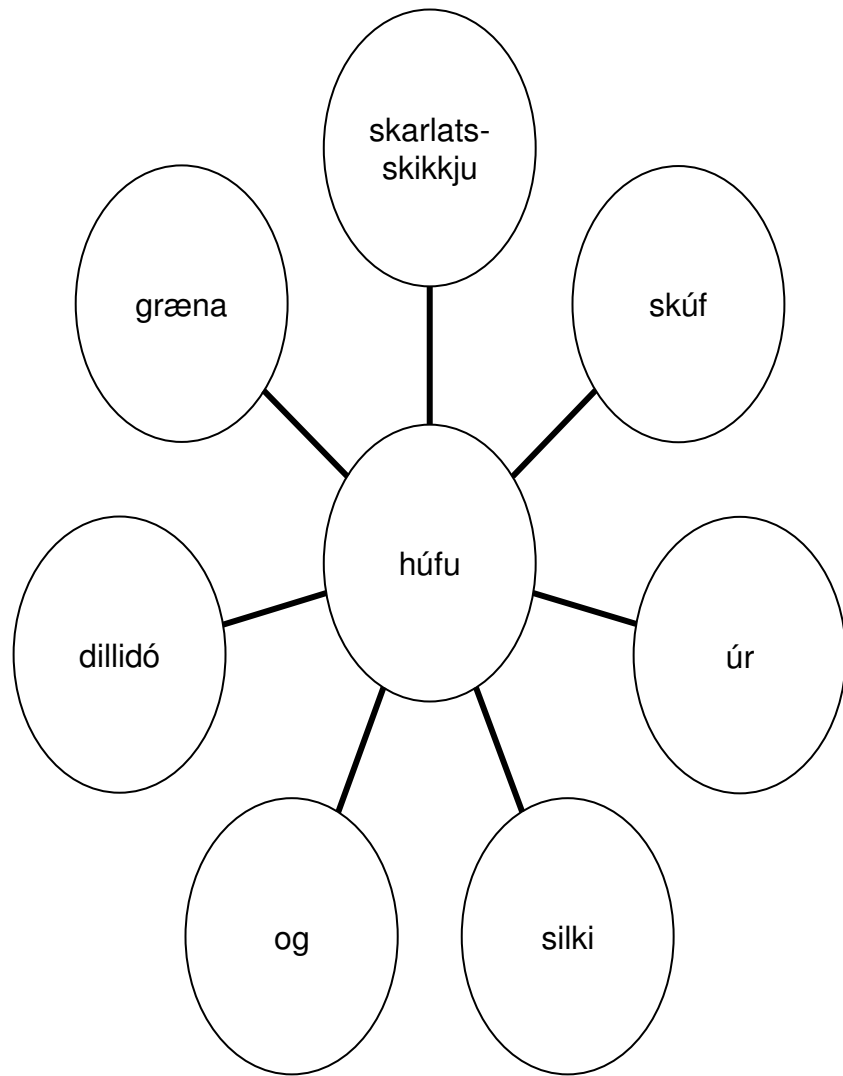 skarlats-
skikkju
græna
skúf
húfu
dillidó
úr
og
silki